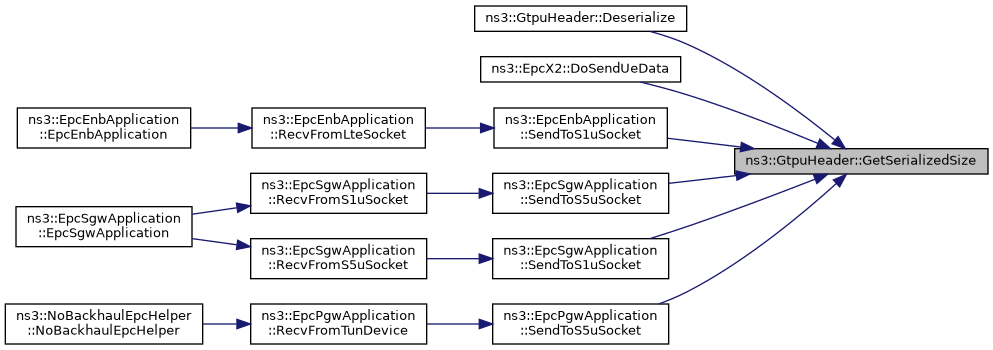 ns3::GtpuHeader::Deserialize
ns3::EpcX2::DoSendUeData
ns3::EpcEnbApplication
::EpcEnbApplication
ns3::EpcEnbApplication
::RecvFromLteSocket
ns3::EpcEnbApplication
::SendToS1uSocket
ns3::GtpuHeader::GetSerializedSize
ns3::EpcSgwApplication
::EpcSgwApplication
ns3::EpcSgwApplication
::RecvFromS1uSocket
ns3::EpcSgwApplication
::SendToS5uSocket
ns3::EpcSgwApplication
::RecvFromS5uSocket
ns3::EpcSgwApplication
::SendToS1uSocket
ns3::NoBackhaulEpcHelper
::NoBackhaulEpcHelper
ns3::EpcPgwApplication
::RecvFromTunDevice
ns3::EpcPgwApplication
::SendToS5uSocket